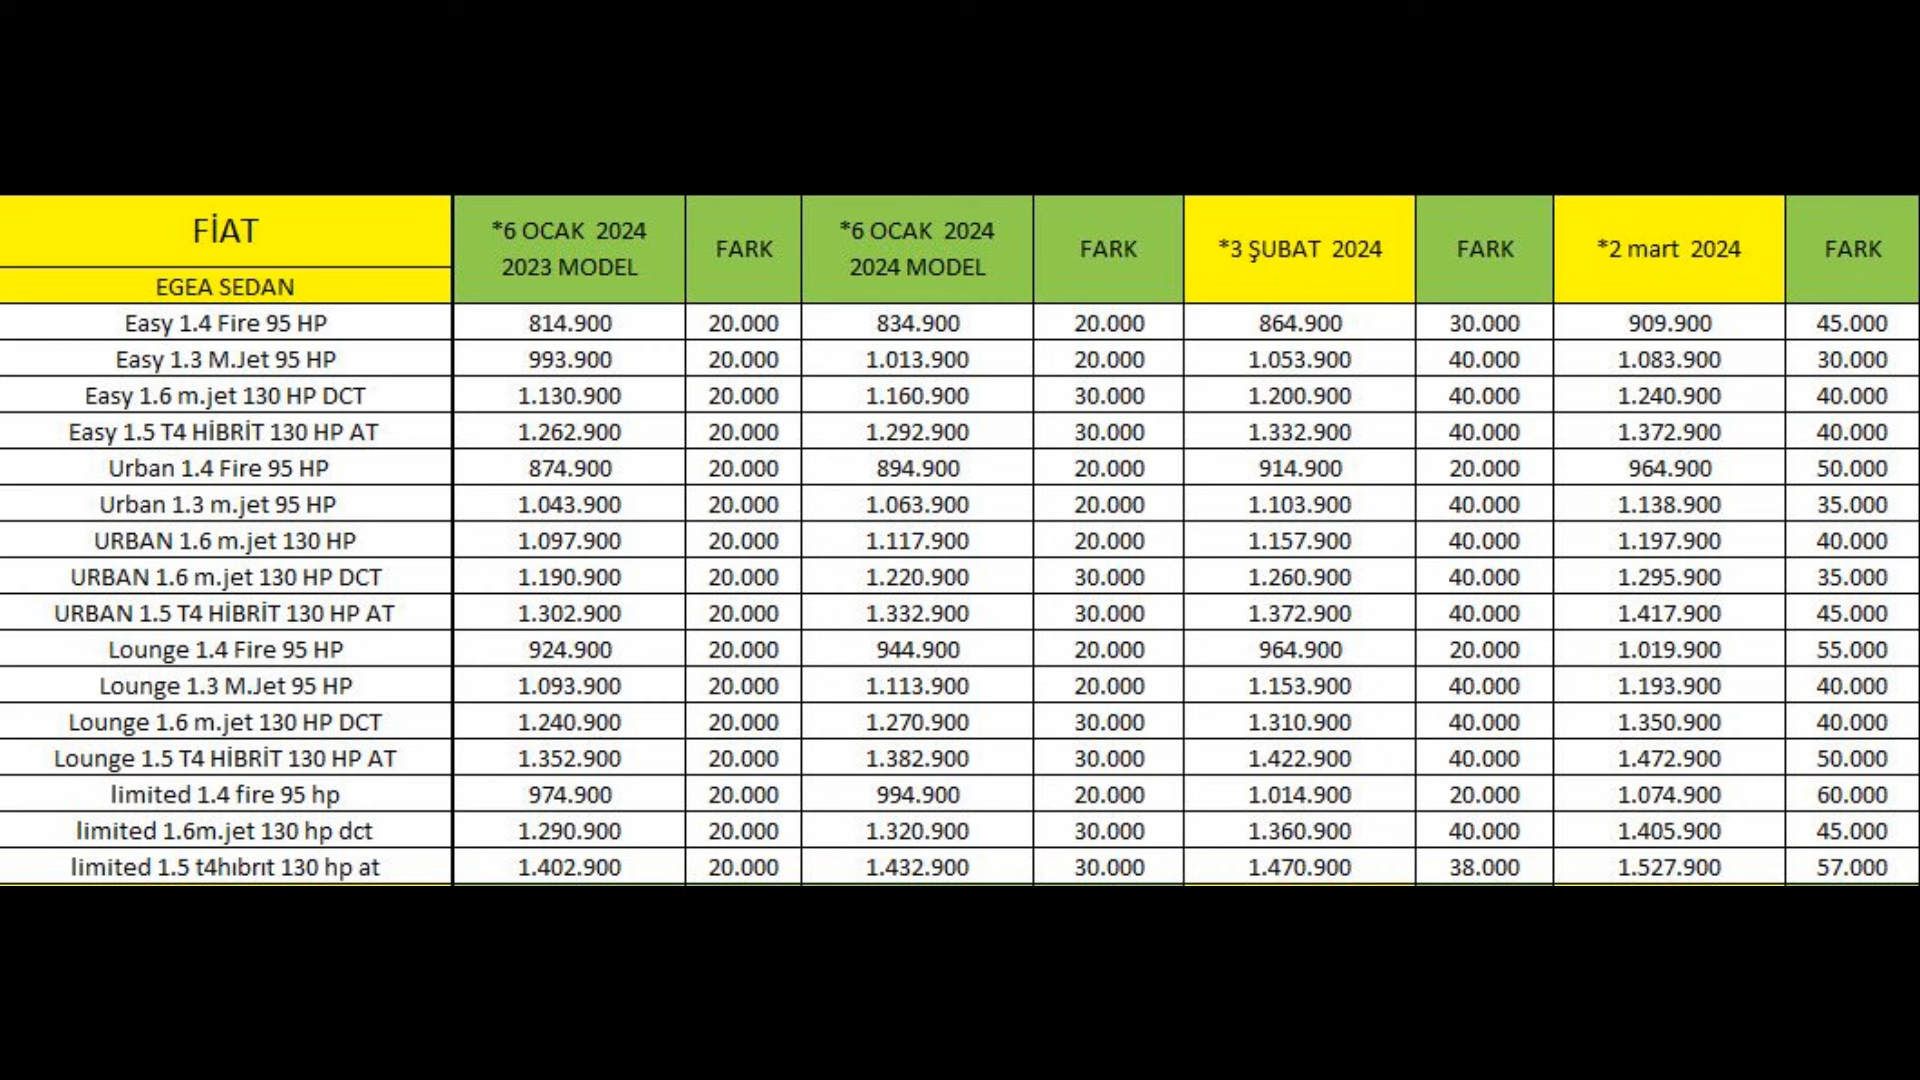 FİAT
EGEA SEDAN
*6 OCAK 2024
2023 MODEL
FARK
*6 OCAK 2024
2024 MODEL
FARK
*3 ŞUBAT 2024
FARK
*2 mart 2024
FARK
Easy 1.4 Fire 95 HP 814.900 20.000 834.900 20.000 864.900 30.000 909.900 45.000
Easy 1.3 M.Jet 95 HP 993.900 20.000 1.013.900 20.000 1.053.900 40.000 1.083.900 30.000
Easy 1.6 m.jet 130 HP DCT 1.130.900 20.000 1.160.900 30.000 1.200.900 40.000 1.240.900 40.000
Easy 1.5 T4 HİBRİT 130 HP AT 1.262.900 20.000 1.292.900 30.000 1.332.900 40.000 1.372.900 40.000
Urban 1.4 Fire 95 HP 874.900 20.000 894.900 20.000 914.900 20.000 964.900 50.000
Urban 1.3 m.jet 95 HP 1.043.900 20.000 1.063.900 20.000 1.103.900 40.000 1.138.900 35.000
URBAN 1.6 m.jet 130 HP 1.097.900 20.000 1.117.900 20.000 1.157.900 40.000 1.197.900 40.000
URBAN 1.6 m.jet 130 HP DCT 1.190.900 20.000 1.220.900 30.000 1.260.900 40.000 1.295.900 35.000
URBAN 1.5 T4 HİBRİT 130 HP AT 1.302.900 20.000 1.332.900 30.000 1.372.900 40.000 1.417.900 45.000
Lounge 1.4 Fire 95 HP 924.900 20.000 944.900 20.000 964.900 20.000 1.019.900 55.000
Lounge 1.3 M.Jet 95 HP 1.093.900 20.000 1.113.900 20.000 1.153.900 40.000 1.193.900 40.000
Lounge 1.6 m.jet 130 HP DCT 1.240.900 20.000 1.270.900 30.000 1.310.900 40.000 1.350.900 40.000
Lounge 1.5 T4 HİBRİT 130 HP AT 1.352.900 20.000 1.382.900 30.000 1.422.900 40.000 1.472.900 50.000
limited 1.4 fire 95 hp 974.900 20.000 994.900 20.000 1.014.900 20.000 1.074.900 60.000
limited 1.6m.jet 130 hp dct 1.290.900 20.000 1.320.900 30.000 1.360.900 40.000 1.405.900 45.000
limited 1.5 t4hıbrıt 130 hp at 1.402.900 20.000 1.432.900 30.000 1.470.900 38.000 1.527.900 57.000